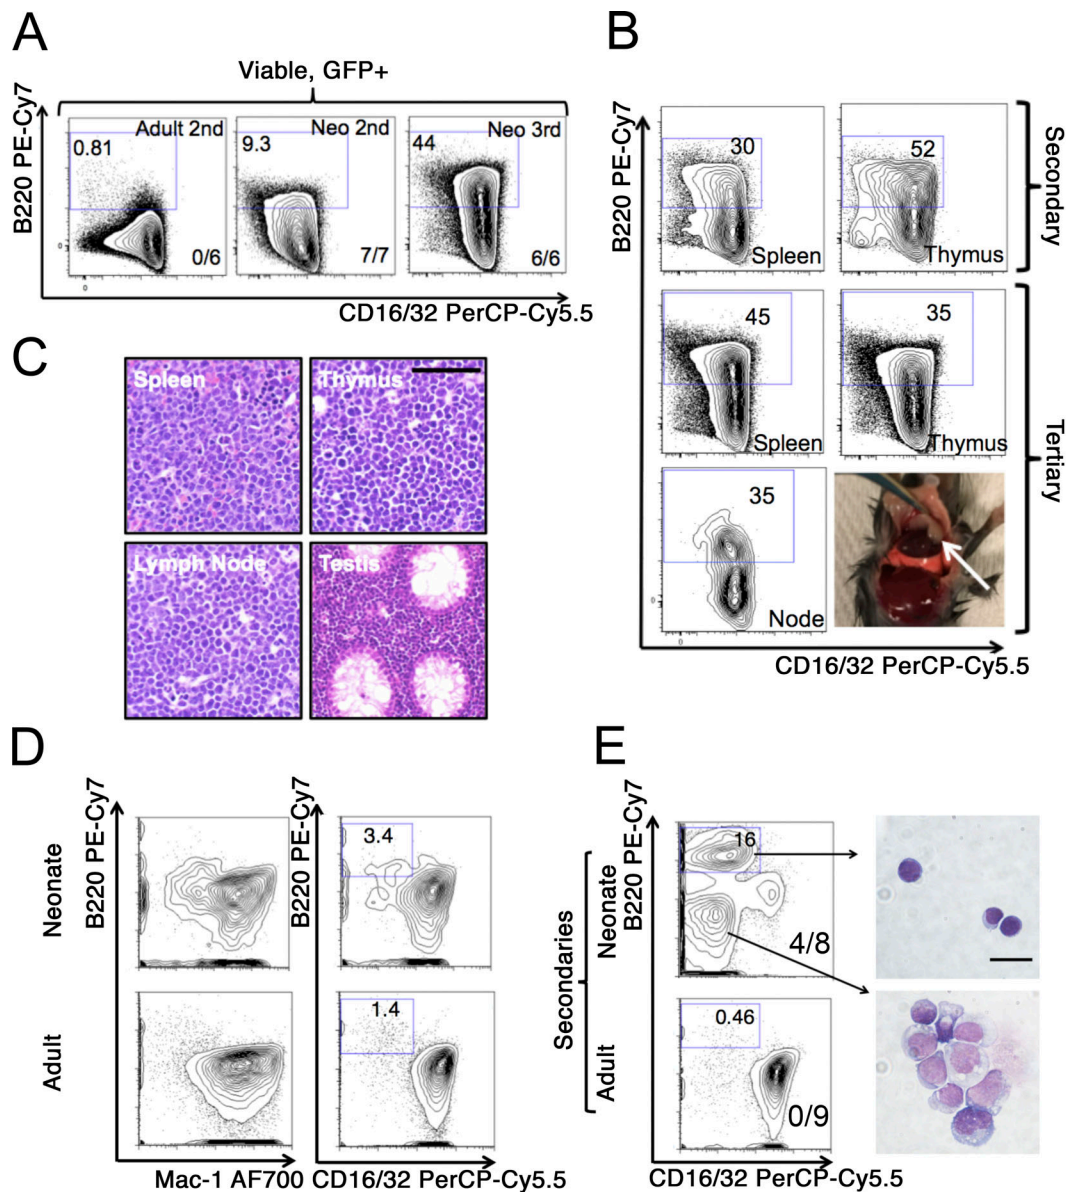 A
Viable, GFP+
B220 PE-Cy7
Adult 2nd
0.81
0/6
Neo 2nd
9.3
7/7
Neo 3rd
44
6/6
0
0
CD16/32 PerCP-Cy5.5
B
B220 PE-Cy7
30
Spleen
52
Thymus
Secondary
45
Spleen
35
Thymus
35
Node
0
0
Tertiary
CD16/32 PerCP-Cy5.5
C
Spleen
Thymus
Lymph Node
Testis
D
Neonate
Adult
B220 PE-Cy7
B220 PE-Cy7
3.4
1.4
Mac-1 AF700
CD16/32 PerCP-Cy5.5
E
Secondaries
Neonate
Adult
B220 PE-Cy7
16
4/8
0.46
0/9
CD16/32 PerCP-Cy5.5